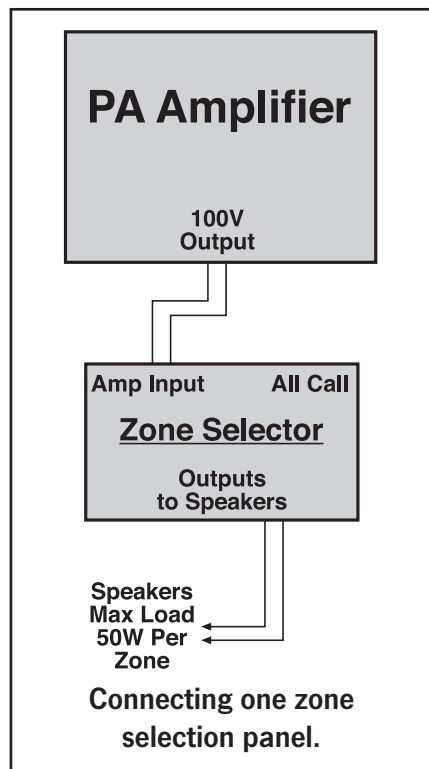 PA Amplifier
100V
Output
Amp Input All Call
Zone Selector
Outputs
to Speakers
Speakers
Max Load
50W Per
Zone
Connecting one zone
selection panel.